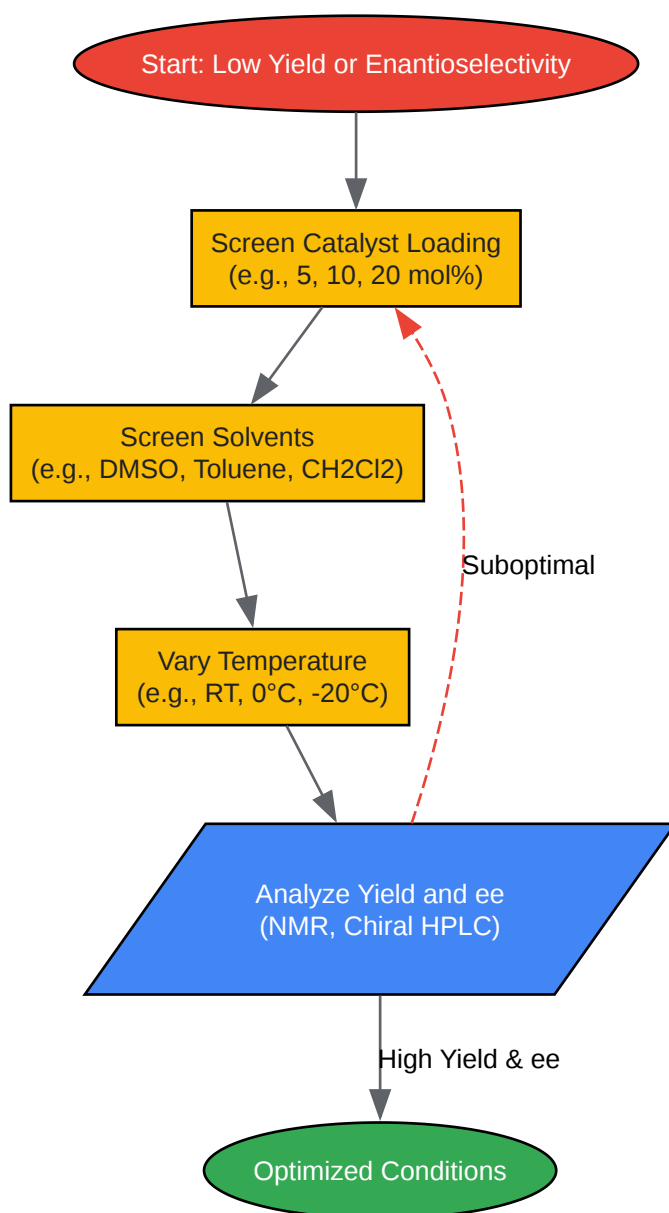 Start: Low Yield or Enantioselectivity
Screen Catalyst Loading
(e.g., 5, 10, 20 mol%)
Screen Solvents
(e.g., DMSO, Toluene, CH2Cl2)
Suboptimal
Vary Temperature
(e.g., RT, 0°C, -20°C)
Analyze Yield and ee
(NMR, Chiral HPLC)
High Yield & ee
Optimized Conditions